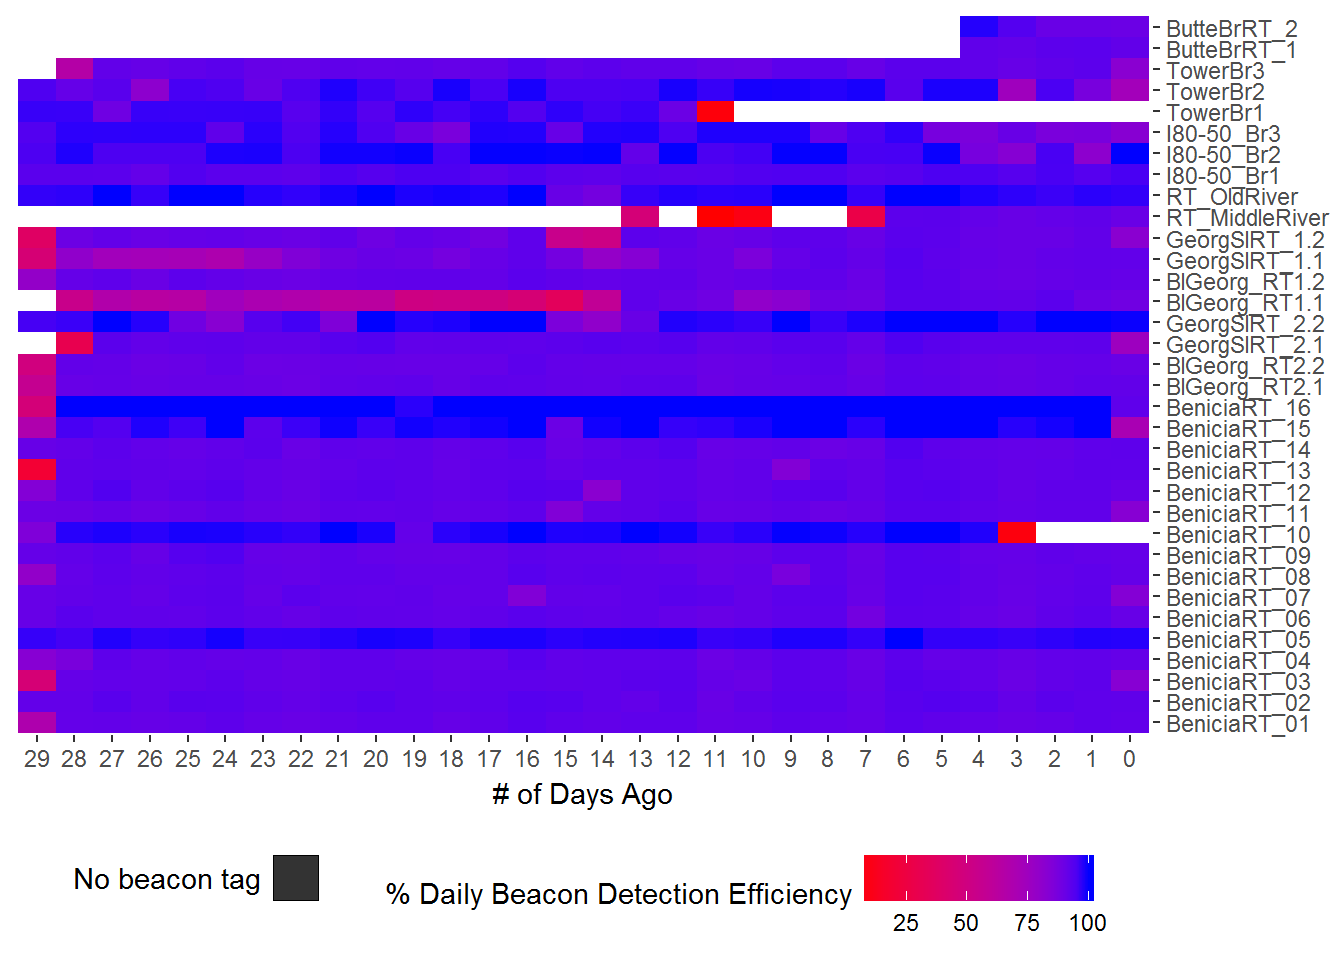 ButteBrRT_2
ButteBrRT_1
TowerBr3
TowerBr2
TowerBr1
I80-50_Br3
I80-50_Br2
I80-50_Br1
RT_OldRiver
RT_MiddleRiver
GeorgSlRT_1.2
GeorgSlRT_1.1
BlGeorg_RT1.2
BlGeorg_RT1.1
GeorgSlRT_2.2
GeorgSlRT_2.1
BlGeorg_RT2.2
BlGeorg_RT2.1
BeniciaRT_16
BeniciaRT_15
BeniciaRT_14
BeniciaRT_13
BeniciaRT_12
BeniciaRT_11
BeniciaRT_10
BeniciaRT_09
BeniciaRT_08
BeniciaRT_07
BeniciaRT_06
BeniciaRT_05
BeniciaRT_04
BeniciaRT_03
BeniciaRT_02
BeniciaRT_01
29 28 27 26 25 24 23 22 21 20 19 18 17 16 15 14 13 12 11 10 9 8 7 6 5 4 3 2 1 0
# of Days Ago
No beacon tag
% Daily Beacon Detection Efficiency
25 50 75 100